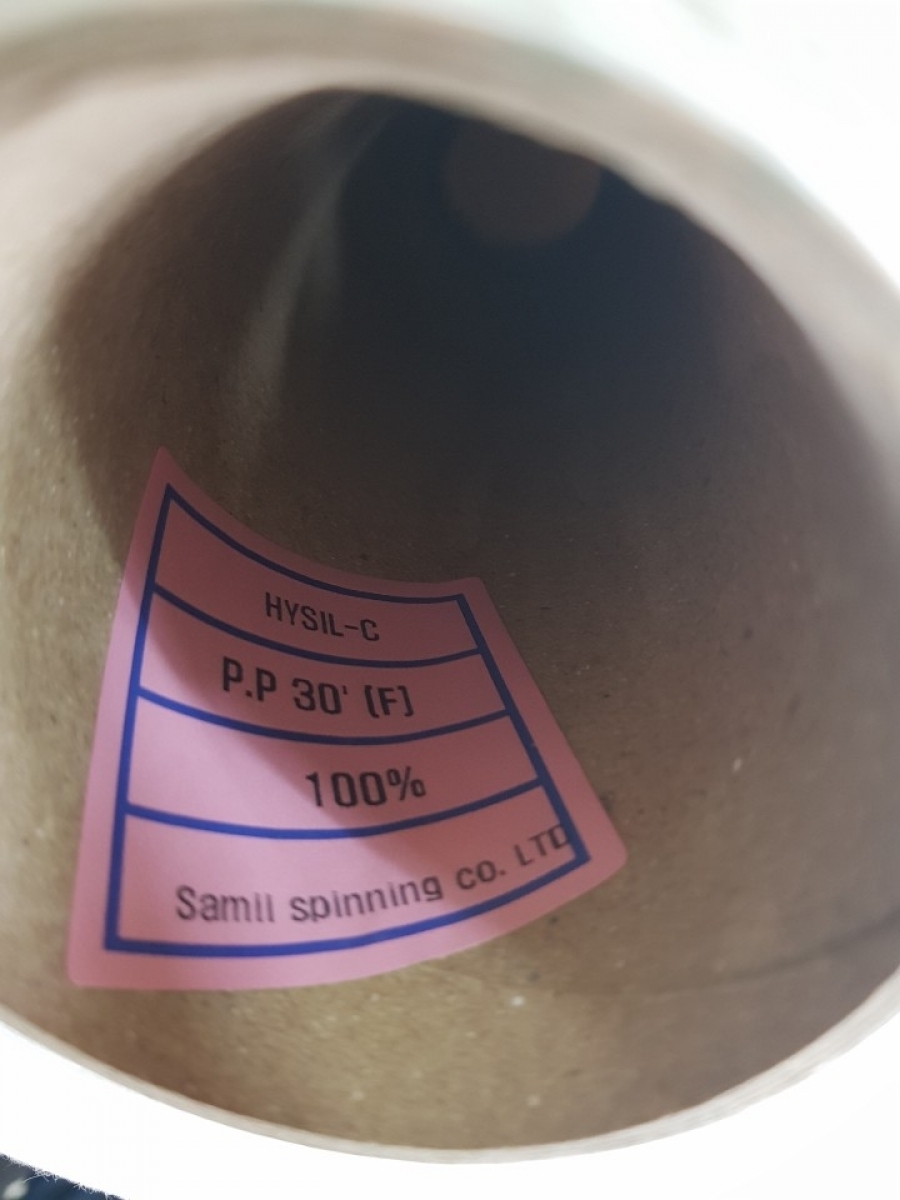 HYSIL-C
P.P 30' (F)
100%
Samil spinning co. LTD